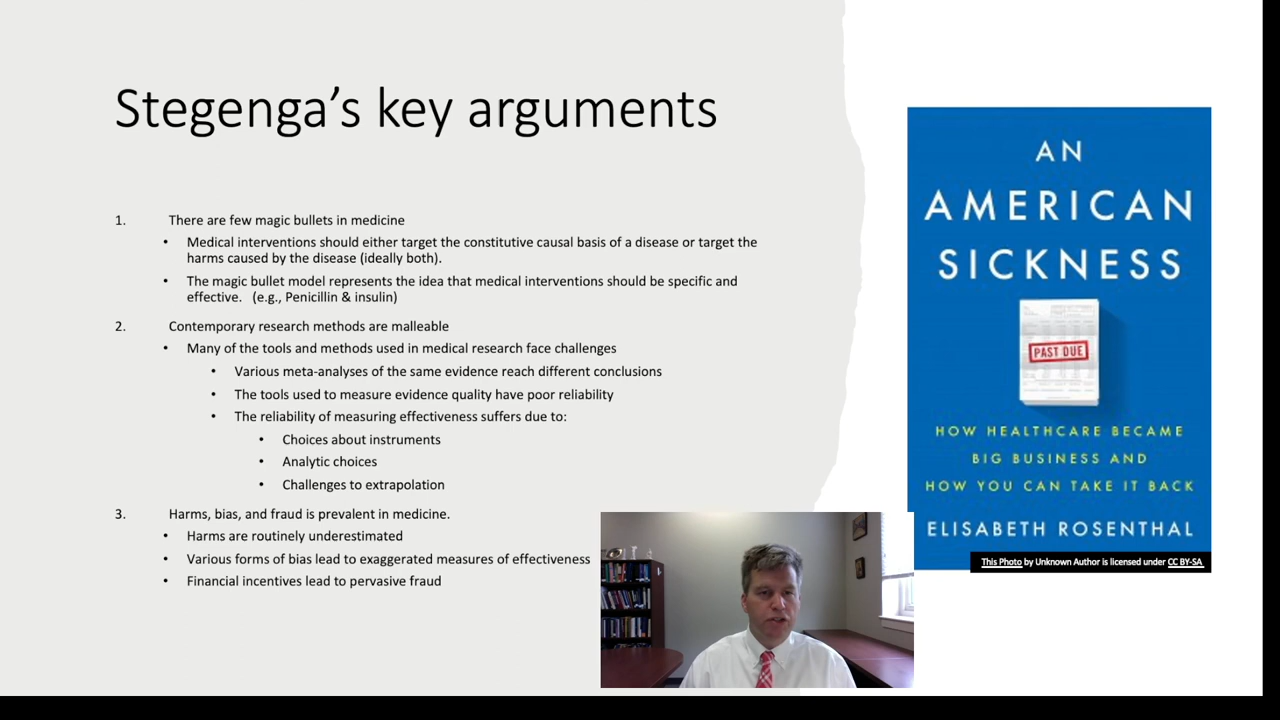 Stegenga's key arguments
1. There are few magic bullets in medicine
• Medical interventions should either target the constitutive causal basis of a disease or target the
harms caused by the disease (ideally both).
• The magic bullet model represents the idea that medical interventions should be specific and
effective. (e.g., Penicillin & insulin)
2. Contemporary research methods are malleable
• Many of the tools and methods used in medical research face challenges
• Various meta-analyses of the same evidence reach different conclusions
• The tools used to measure evidence quality have poor reliability
• The reliability of measuring effectiveness suffers due to:
• Choices about instruments
• Analytic choices
• Challenges to extrapolation
3. Harms, bias, and fraud is prevalent in medicine.
• Harms are routinely underestimated
• Various forms of bias lead to exaggerated measures of effectiveness
• Financial incentives lead to pervasive fraud
AN
AMERICAN
SICKNESS
PAST DUE
HOW HEALTHCARE BECAME
BIG BUSINESS AND
HOW YOU CAN TAKE IT BACK
ELISABETH ROSENTHAL
This Photo by Unknown Author is licensed under CC BY-SA